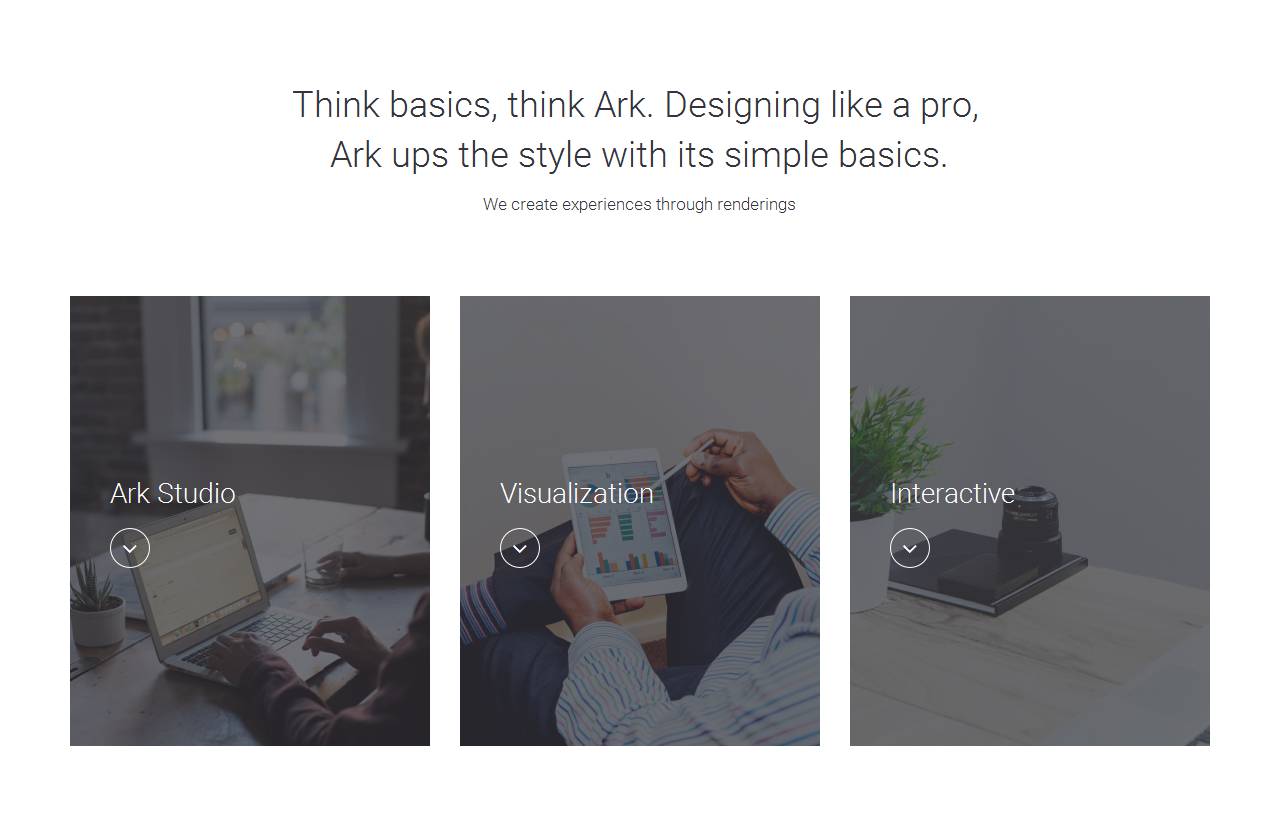 Think basics, think Ark. Designing like a pro,
Ark ups the style with its simple basics.
We create experiences through renderings
Ark Studio
Visualization
Interactive